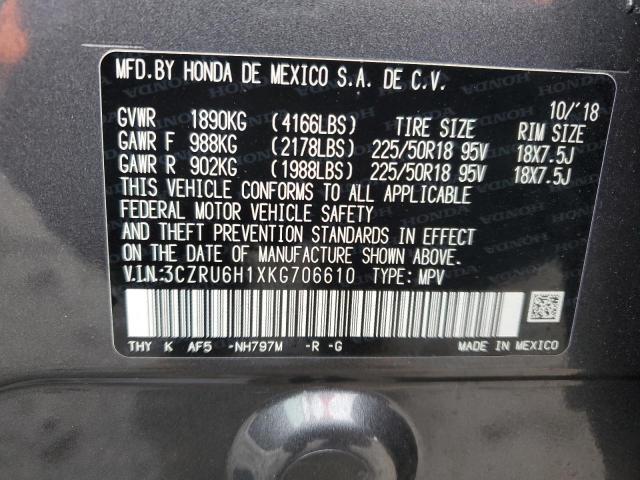 MFD.BY HONDA DE MEXICO S.A. DE C.V.
10/'18
GVWR 1890KG (4166LBS) TIRE SIZE RIM SIZE
GAWR F 988KG (2178LBS) 225/50R18 95V 18X7.5J
GAWR R 902KG (1988LBS) 225/50R18 95V 18X7.5J
THIS VEHICLE CONFORMS TO ALL APPLICABLE
FEDERAL MOTOR VEHICLE SAFETY
AND THEFT PREVENTION STANDARDS IN EFFECT
ON THE DATE OF MANUFACTURE SHOWN ABOVE.
V.I.N:3CZRU6H1XKG706610 TYPE: MPV
THY K AF5 -NH797M -R -G MADE IN MEXICO